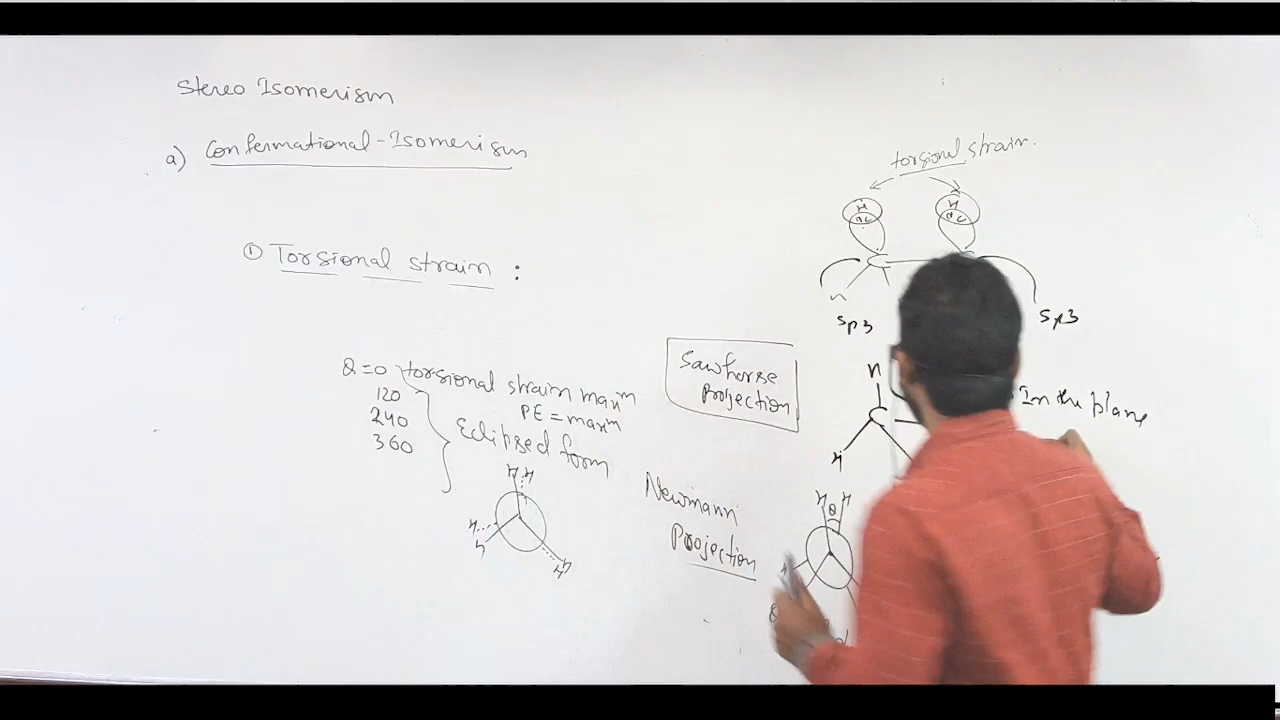 Stereo Isomerism
a) Confermational-Isomerism
① Torsional strain :
torsional strain.
H H
C
H
sp3 sp3
θ=0 torsional strain maxm
120 PE = maxm
240 Eclipsed form
360
H H
H
H
H
H
Sawhorse
projection
H
C
H
In the plane
Newmann
Projection
H H
θ
H